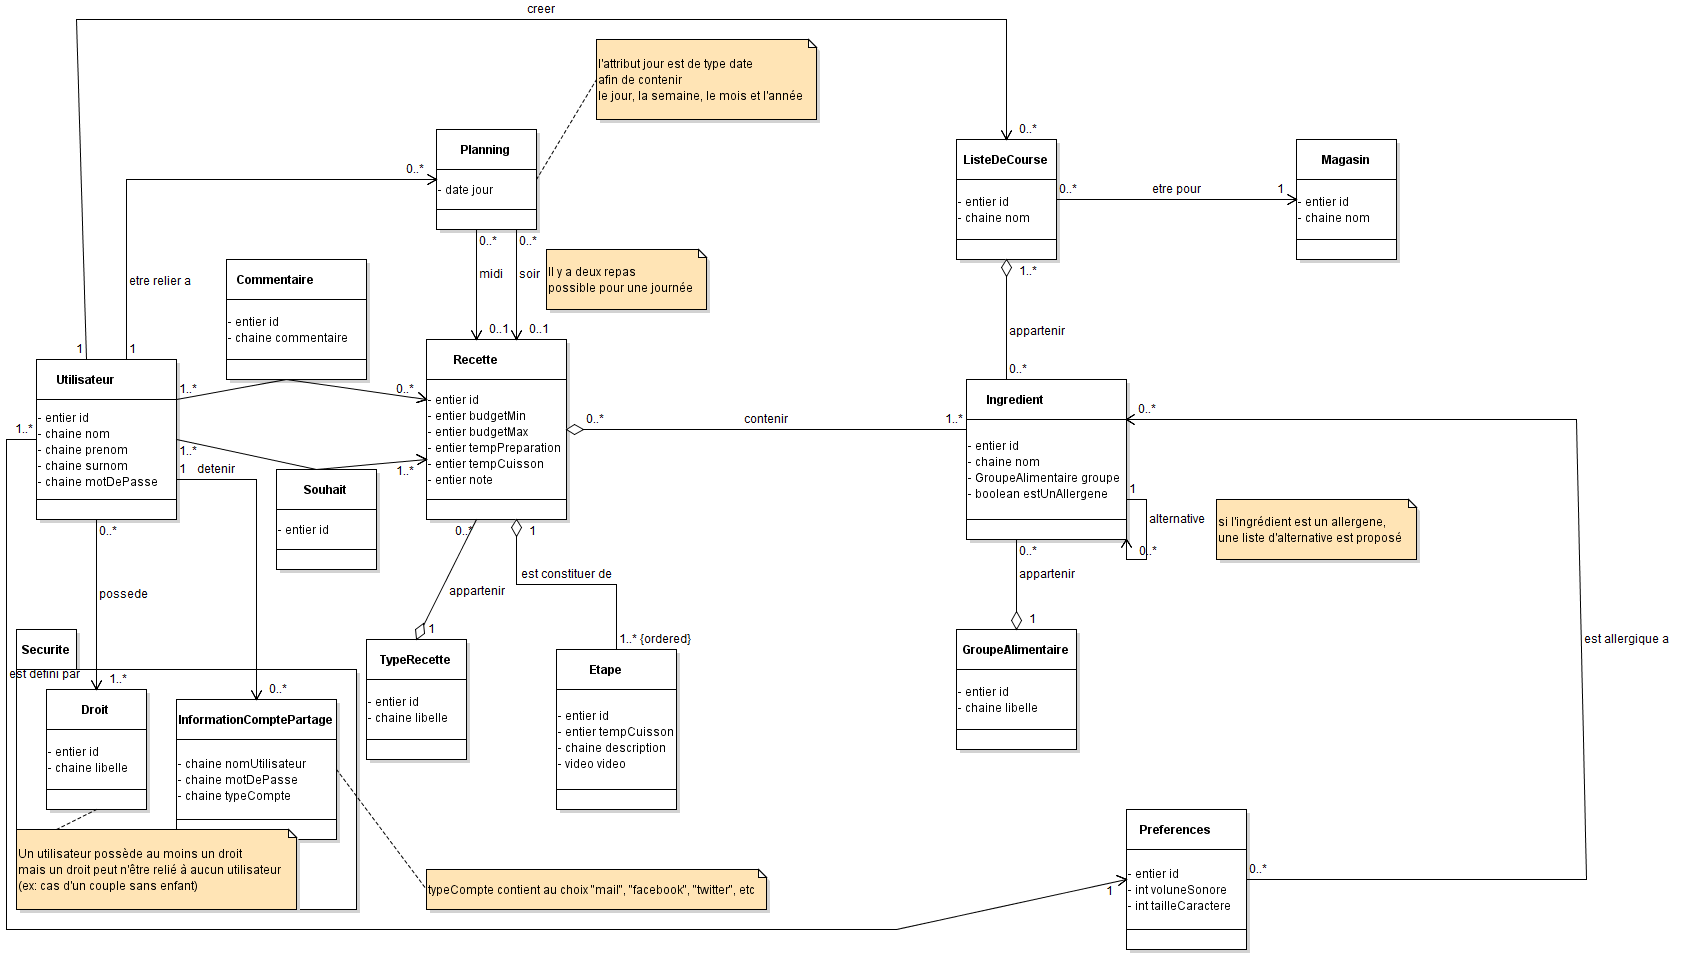 creer
l'attribut jour est de type date
afin de contenir
le jour, la semaine, le mois et l'année
Planning
- date jour
0..*
0..*
ListeDeCourse
- entier id
- chaine nom
0..*
etre pour
1
Magasin
- entier id
- chaine nom
0..*
0..*
midi
soir
Il y a deux repas
possible pour une journée
0..1
0..1
1..*
appartenir
0..*
etre relier a
1
1
Commentaire
- entier id
- chaine commentaire
Utilisateur
- entier id
- chaine nom
- chaine prenom
- chaine surnom
- chaine motDePasse
1..*
1..*
0..*
1..*
1..*
1
detenir
Souhait
- entier id
Recette
- entier id
- entier budgetMin
- entier budgetMax
- entier tempPreparation
- entier tempCuisson
- entier note
0..*
contenir
1..*
Ingredient
- entier id
- chaine nom
- GroupeAlimentaire groupe
- boolean estUnAllergene
0..*
1
alternative
0..*
si l'ingrédient est un allergene,
une liste d'alternative est proposé
0..*
possede
1..*
0..*
appartenir
1
1
est constituer de
1..* {ordered}
0..*
appartenir
1
est allergique a
Securite
est defini par
Droit
- entier id
- chaine libelle
0..*
InformationComptePartage
- chaine nomUtilisateur
- chaine motDePasse
- chaine typeCompte
TypeRecette
- entier id
- chaine libelle
Etape
- entier id
- entier tempCuisson
- chaine description
- video video
GroupeAlimentaire
- entier id
- chaine libelle
Un utilisateur possède au moins un droit
mais un droit peut n'être relié à aucun utilisateur
(ex: cas d'un couple sans enfant)
typeCompte contient au choix "mail", "facebook", "twitter", etc
Preferences
- entier id
- int voluneSonore
- int tailleCaractere
0..*
1